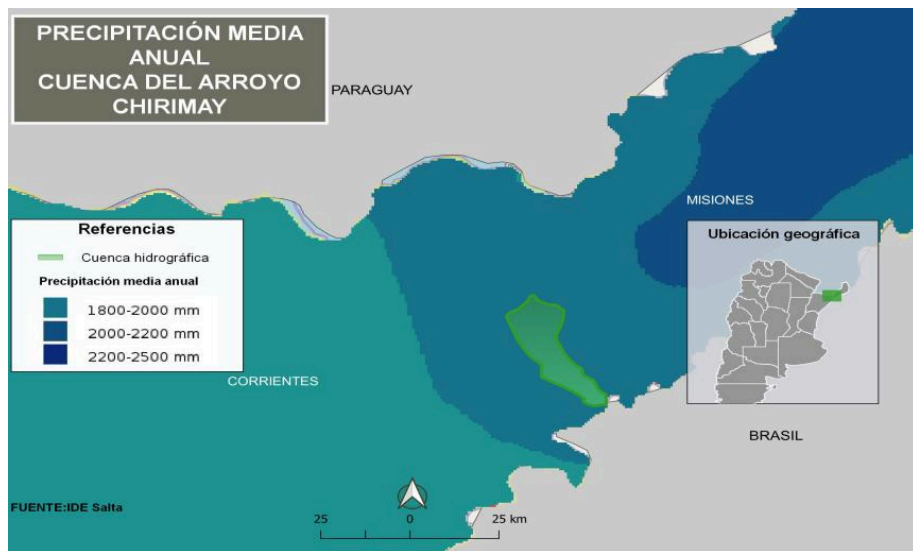 PRECIPITACIÓN MEDIA
ANUAL
CUENCA DEL ARROYO
CHIRIMAY
PARAGUAY
MISIONES
Referencias
Cuenca hidrográfica
Precipitación media anual
1800-2000 mm
2000-2200 mm
2200-2500 mm
Ubicación geográfica
CORRIENTES
BRASIL
FUENTE:IDE Salta
25 0 25 km